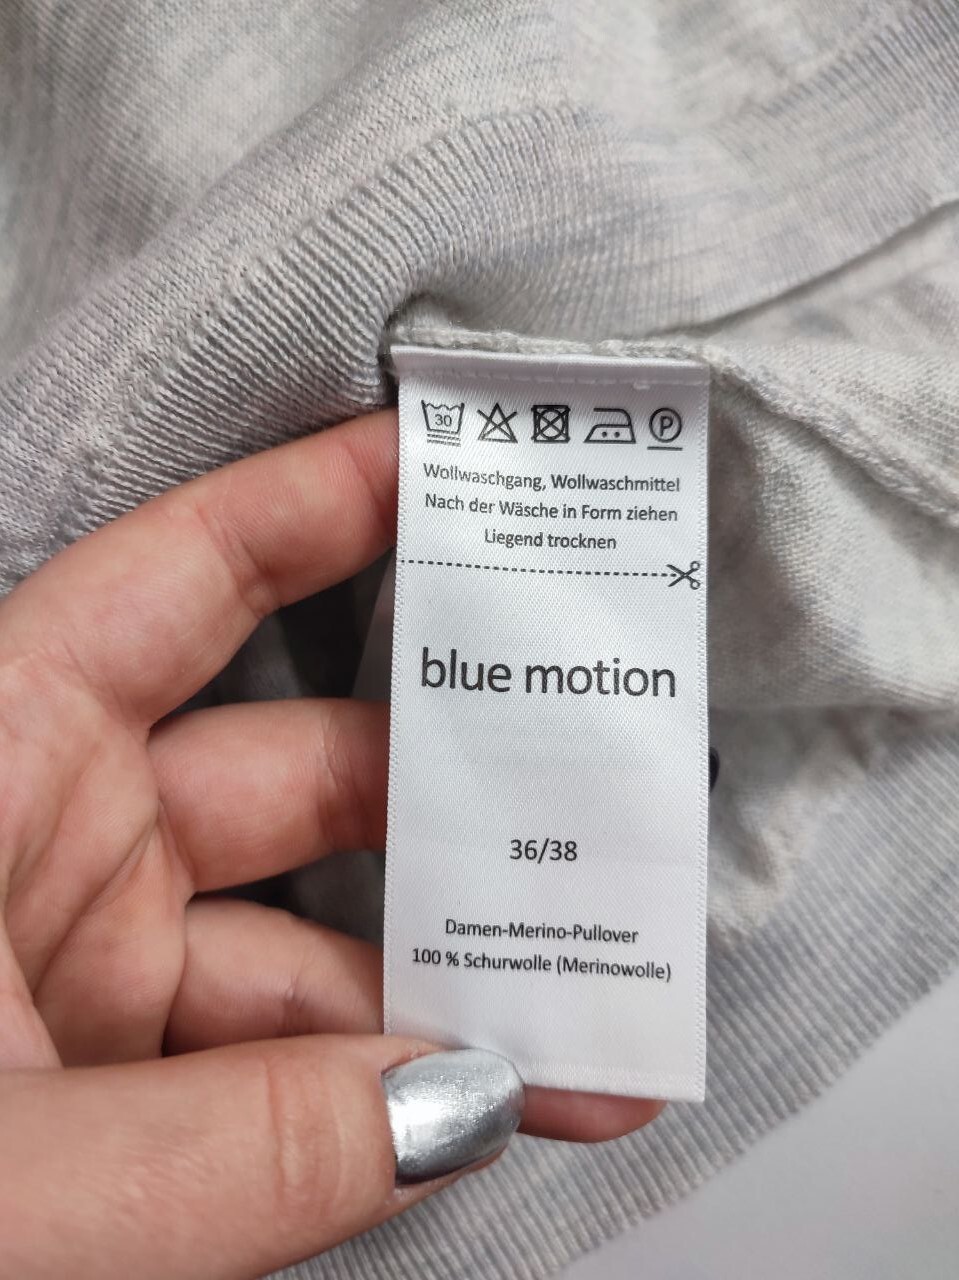 30 P
Wollwaschgang, Wollwaschmittel
Nach der Wäsche in Form ziehen
Liegend trocknen
blue motion
36/38
Damen-Merino-Pullover
100 % Schurwolle (Merinowolle)